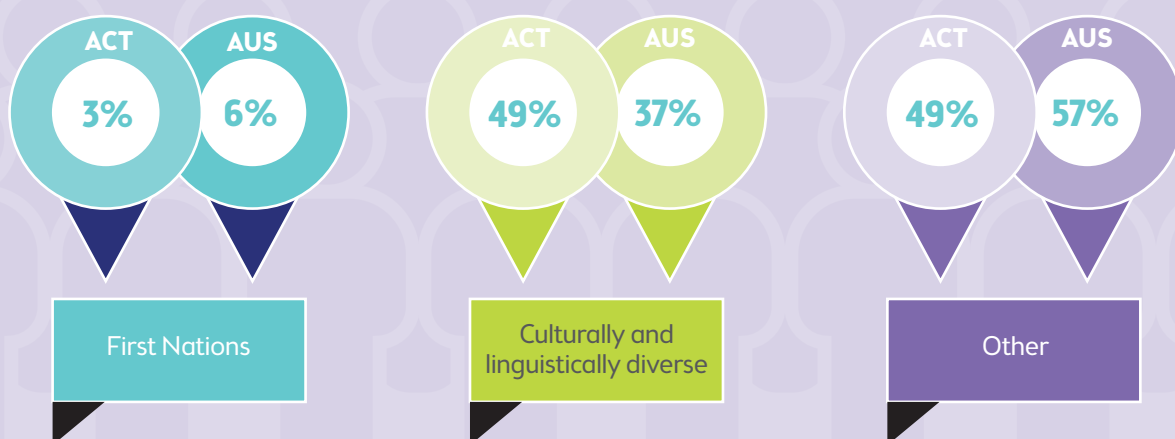 ACT AUS
3% 6%
First Nations
ACT AUS
49% 37%
Culturally and
linguistically diverse
ACT AUS
49% 57%
Other